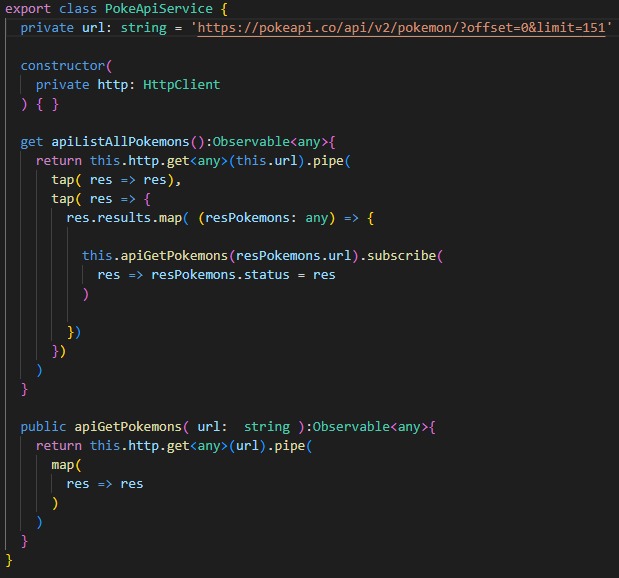 export class PokeApiService {
private url: string = 'https://pokeapi.co/api/v2/pokemon/?offset=0&limit=151'
constructor(
private http: HttpClient
) { }
get apiListAllPokemons():Observable<any>{
return this.http.get<any>(this.url).pipe(
tap( res => res),
tap( res => {
res.results.map( (resPokemons: any) => {
this.apiGetPokemons(resPokemons.url).subscribe(
res => resPokemons.status = res
)
})
})
)
}
public apiGetPokemons( url:  string ):Observable<any>{
return this.http.get<any>(url).pipe(
map(
res => res
)
)
}
}